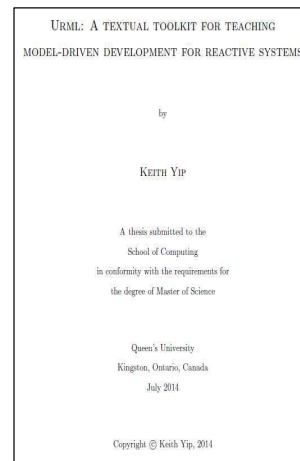 URML: A TEXTUAL TOOLKIT FOR TEACHING
MODEL-DRIVEN DEVELOPMENT FOR REACTIVE SYSTEMS
by
KEITH YIP
A thesis submitted to the
School of Computing
in conformity with the requirements for
the degree of Master of Science
Queen's University
Kingston, Ontario, Canada
July 2014
Copyright © Keith Yip, 2014